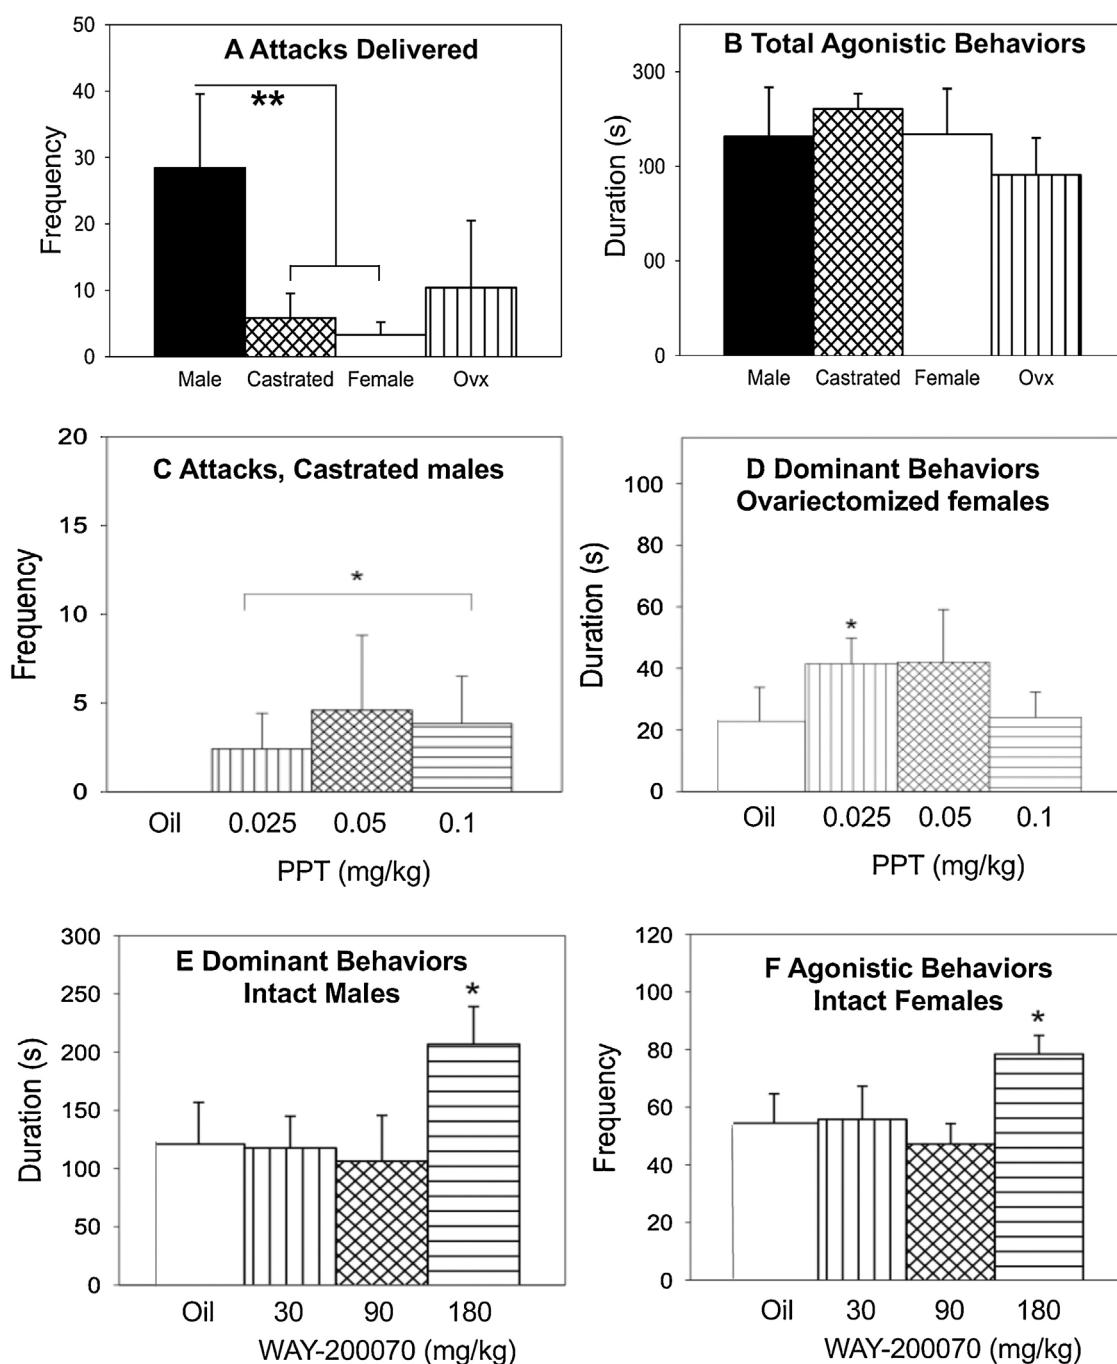 A Attacks Delivered
Frequency
50
40
30
20
10
0
**
Male Castrated Female Ovx
B Total Agonistic Behaviors
Duration (s)
300
200
00
0
Male Castrated Female Ovx
C Attacks, Castrated males
Frequency
20
15
10
5
0
*
Oil 0.025 0.05 0.1
PPT (mg/kg)
D Dominant Behaviors
Ovariectomized females
Duration (s)
100
80
60
40
20
0
*
Oil 0.025 0.05 0.1
PPT (mg/kg)
E Dominant Behaviors
Intact Males
Duration (s)
300
250
200
150
100
50
0
*
Oil 30 90 180
WAY-200070 (mg/kg)
F Agonistic Behaviors
Intact Females
Frequency
120
100
80
60
40
20
0
*
Oil 30 90 180
WAY-200070 (mg/kg)